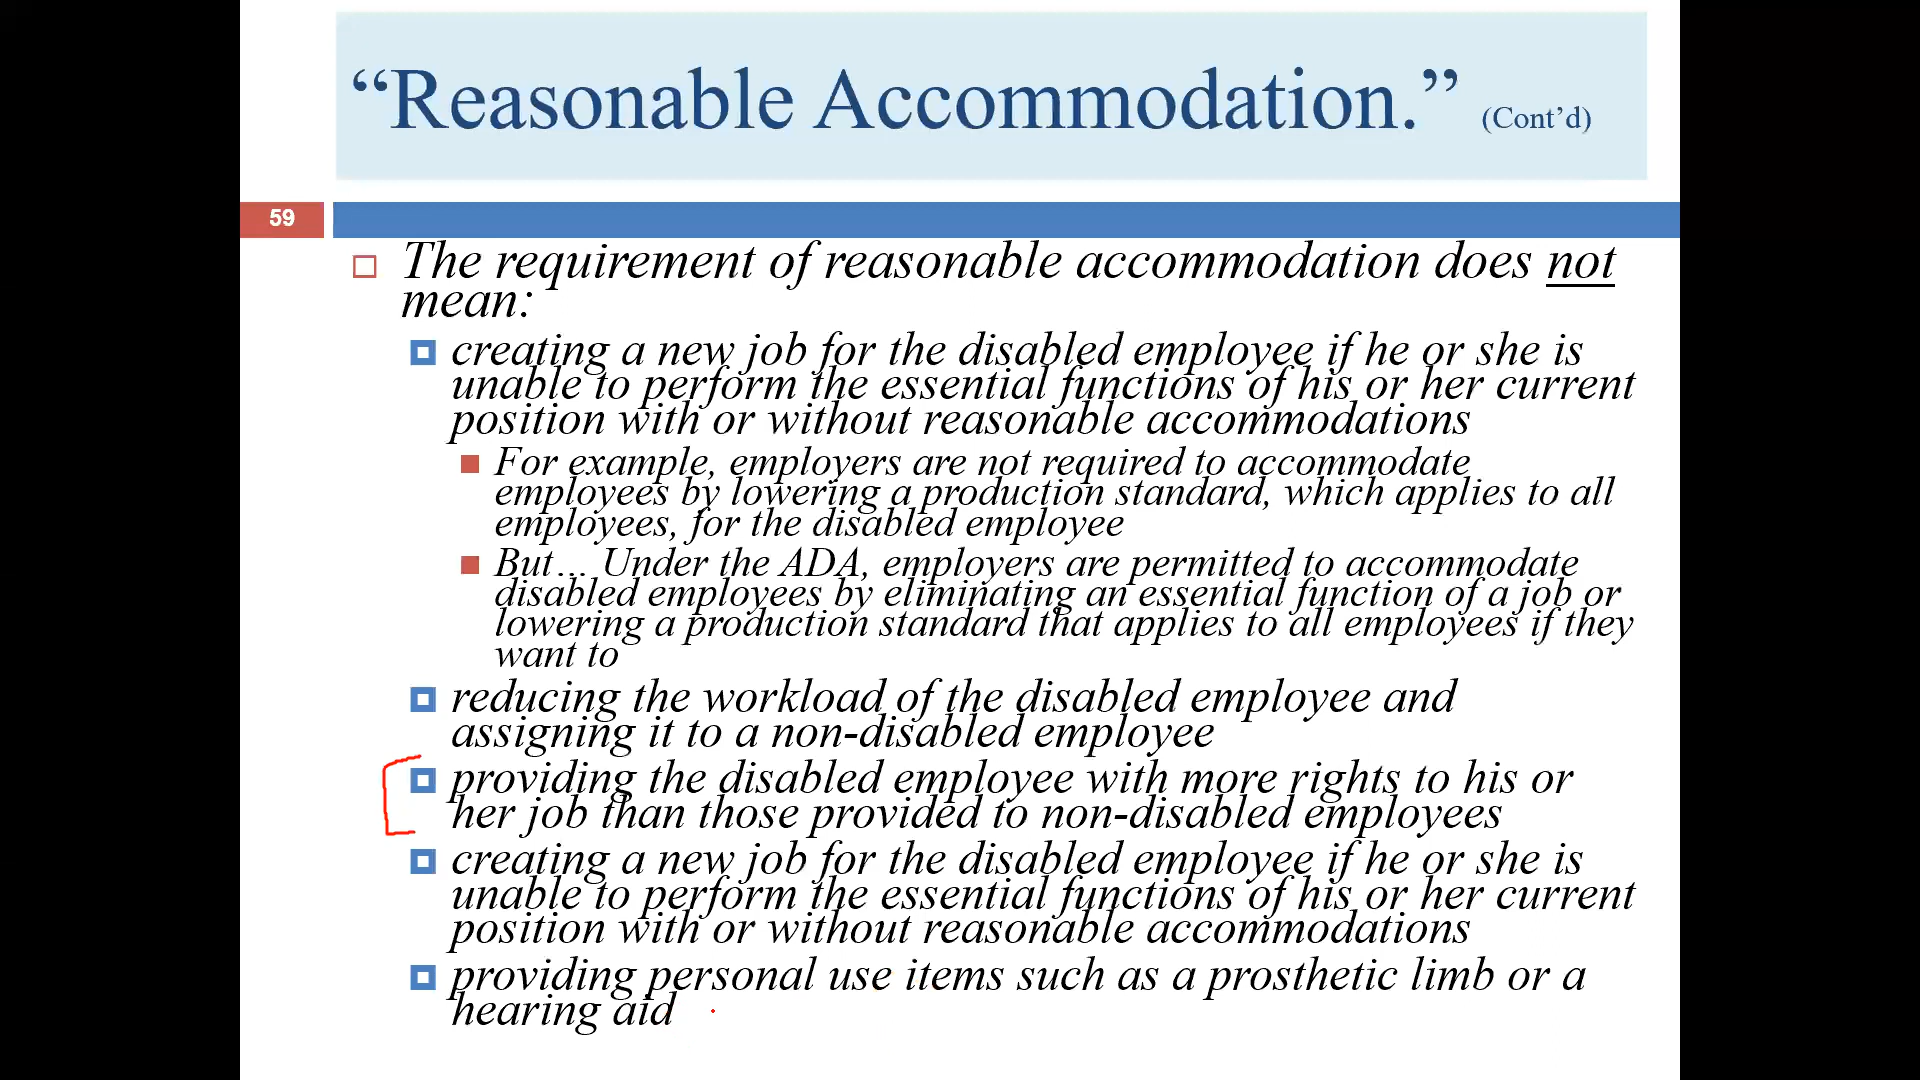 “Reasonable Accommodation.” (Cont’d)
59
The requirement of reasonable accommodation does not
mean:
creating a new job for the disabled employee if he or she is
unable to perform the essential functions of his or her current
position with or without reasonable accommodations
For example, employers are not required to accommodate
employees by lowering a production standard, which applies to all
employees, for the disabled employee
But… Under the ADA, employers are permitted to accommodate
disabled employees by eliminating an essential function of a job or
lowering a production standard that applies to all employees if they
want to
reducing the workload of the disabled employee and
assigning it to a non-disabled employee
providing the disabled employee with more rights to his or
her job than those provided to non-disabled employees
creating a new job for the disabled employee if he or she is
unable to perform the essential functions of his or her current
position with or without reasonable accommodations
providing personal use items such as a prosthetic limb or a
hearing aid